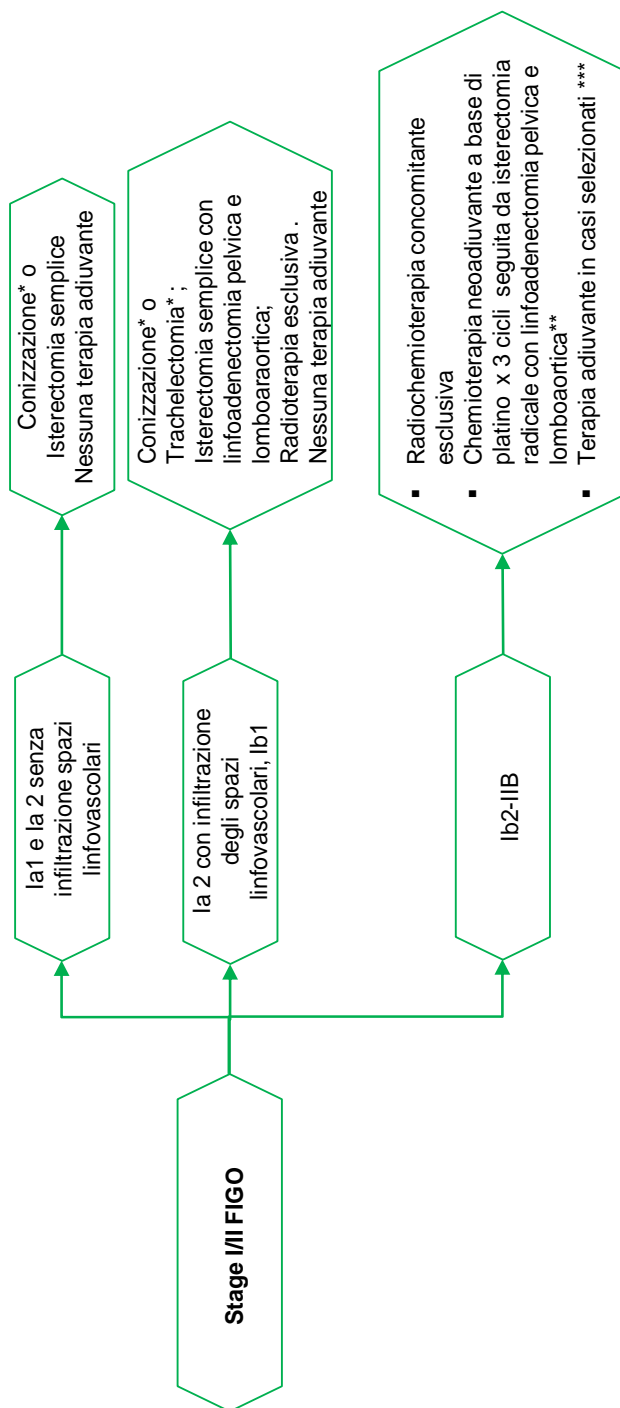 Stage I/II FIGO
Ia1 e Ia 2 senza
infiltrazione spazi
linfovascolari
Conizzazione* o
Isterectomia semplice
Nessuna terapia adiuvante
Ia 2 con infiltrazione
degli spazi
linfovascolari, Ib1
Conizzazione* o
Trachelectomia* ;
Isterectomia semplice con
linfoadenectomia pelvica e
lomboaraortica;
Radioterapia esclusiva .
Nessuna terapia adiuvante
Ib2-IIB
▪ Radiochemioterapia concomitante
esclusiva
▪ Chemioterapia neoadiuvante a base di
platino x 3 cicli seguita da isterectomia
radicale con linfoadenectomia pelvica e
lomboaortica**
▪ Terapia adiuvante in casi selezionati ***